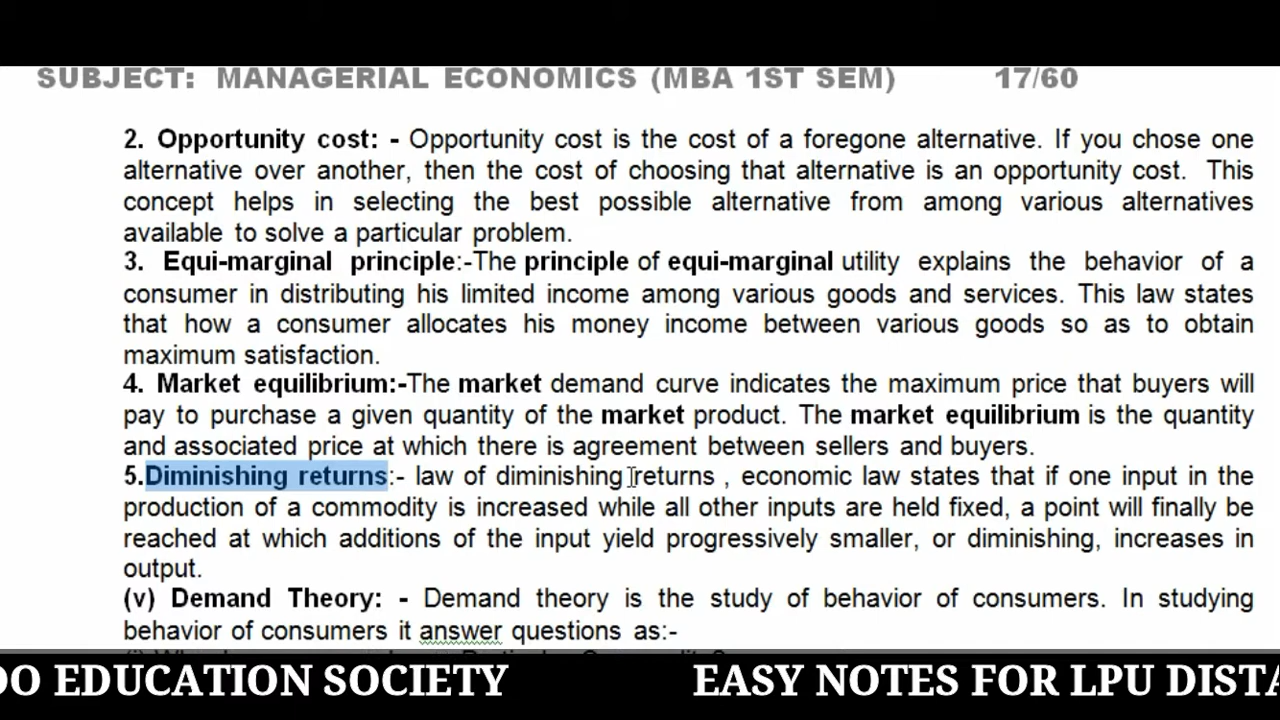 SUBJECT: MANAGERIAL ECONOMICS (MBA 1ST SEM) 17/60
2. Opportunity cost: - Opportunity cost is the cost of a foregone alternative. If you chose one
alternative over another, then the cost of choosing that alternative is an opportunity cost. This
concept helps in selecting the best possible alternative from among various alternatives
available to solve a particular problem.
3. Equi-marginal principle:-The principle of equi-marginal utility explains the behavior of a
consumer in distributing his limited income among various goods and services. This law states
that how a consumer allocates his money income between various goods so as to obtain
maximum satisfaction.
4. Market equilibrium:-The market demand curve indicates the maximum price that buyers will
pay to purchase a given quantity of the market product. The market equilibrium is the quantity
and associated price at which there is agreement between sellers and buyers.
5.Diminishing returns:- law of diminishing returns , economic law states that if one input in the
production of a commodity is increased while all other inputs are held fixed, a point will finally be
reached at which additions of the input yield progressively smaller, or diminishing, increases in
output.
(v) Demand Theory: - Demand theory is the study of behavior of consumers. In studying
behavior of consumers it answer questions as:-
DO EDUCATION SOCIETY EASY NOTES FOR LPU DISTA